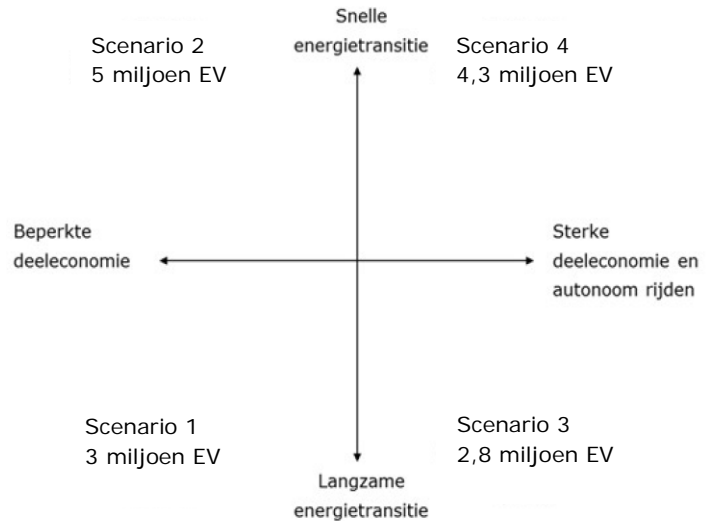 Snelle
energietransitie
Scenario 2
5 miljoen EV
Scenario 4
4,3 miljoen EV
Beperkte
deeleconomie
Sterke
deeleconomie en
autonoom rijden
Scenario 1
3 miljoen EV
Scenario 3
2,8 miljoen EV
Langzame
energietransitie